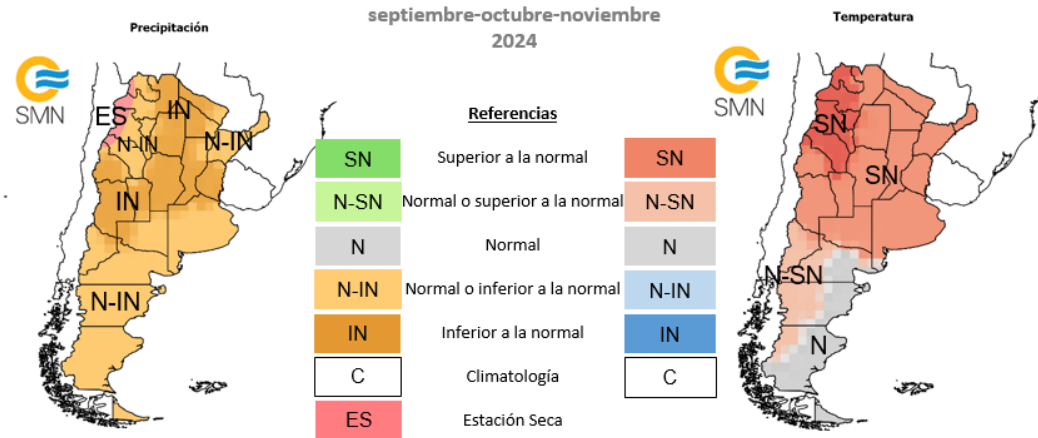 septiembre-octubre-noviembre
2024
Precipitación
SMN
ES
IN
N-IN
N-IN
IN
N-IN
Referencias
SN Superior a la normal SN
N-SN Normal o superior a la normal N-SN
N Normal N
N-IN Normal o inferior a la normal N-IN
IN Inferior a la normal IN
C Climatología C
ES Estación Seca
Temperatura
SMN
SN
SN
N-SN
N